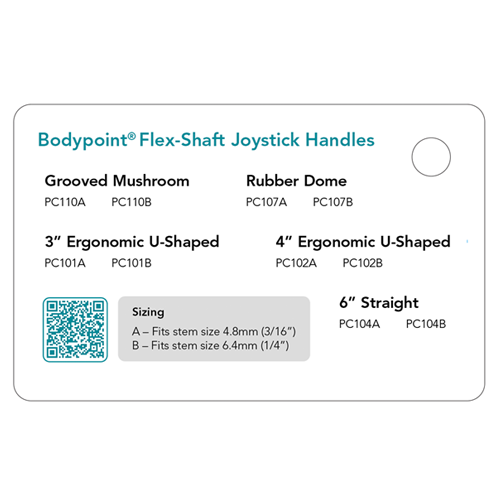 Bodypoint® Flex-Shaft Joystick Handles
Grooved Mushroom
PC110A PC110B
Rubber Dome
PC107A PC107B
3” Ergonomic U-Shaped
PC101A PC101B
4” Ergonomic U-Shaped
PC102A PC102B
6” Straight
PC104A PC104B
Sizing
A – Fits stem size 4.8mm (3/16”)
B – Fits stem size 6.4mm (1/4”)